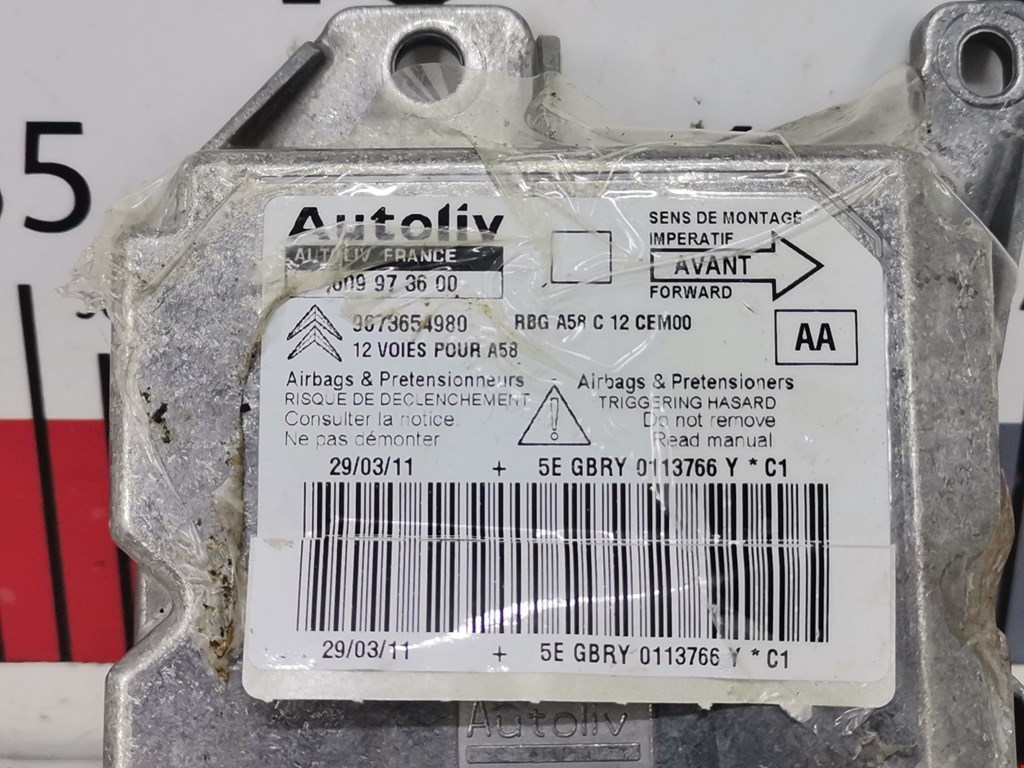 Autoliv
AUTOLIV FRANCE
009 97 36 00
SENS DE MONTAGE
IMPERATIF
AVANT
FORWARD
9673654980 RBG A58 C 12 CEM00
12 VOIES POUR A58
AA
Airbags & Pretensionneurs
RISQUE DE DECLENCHEMENT
Consulter la notice
Ne pas démonter
Airbags & Pretensioners
TRIGGERING HASARD
Do not remove
Read manual
29/03/11 + 5E GBRY 0113766 Y * C1
29/03/11 + 5E GBRY 0113766 Y * C1
Autoliv